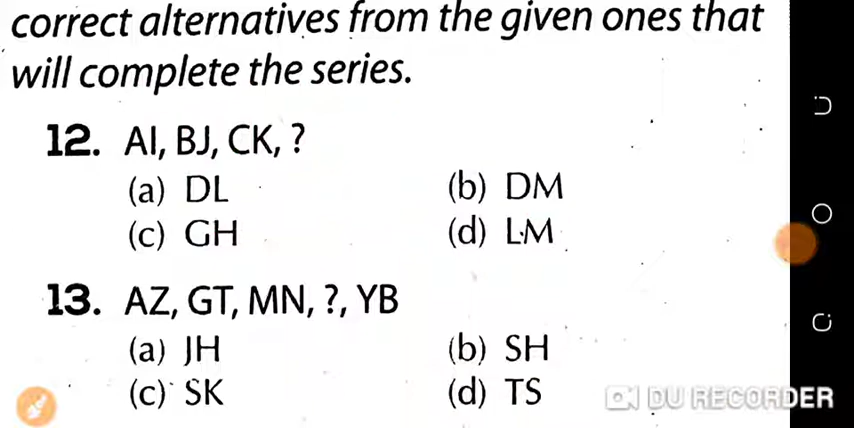 correct alternatives from the given ones that
will complete the series.
12. AI, BJ, CK, ?
(a) DL
(b) DM
(c) GH
(d) LM
13. AZ, GT, MN, ?, YB
(a) JH
(b) SH
(c) SK
(d) TS
DU RECORDER